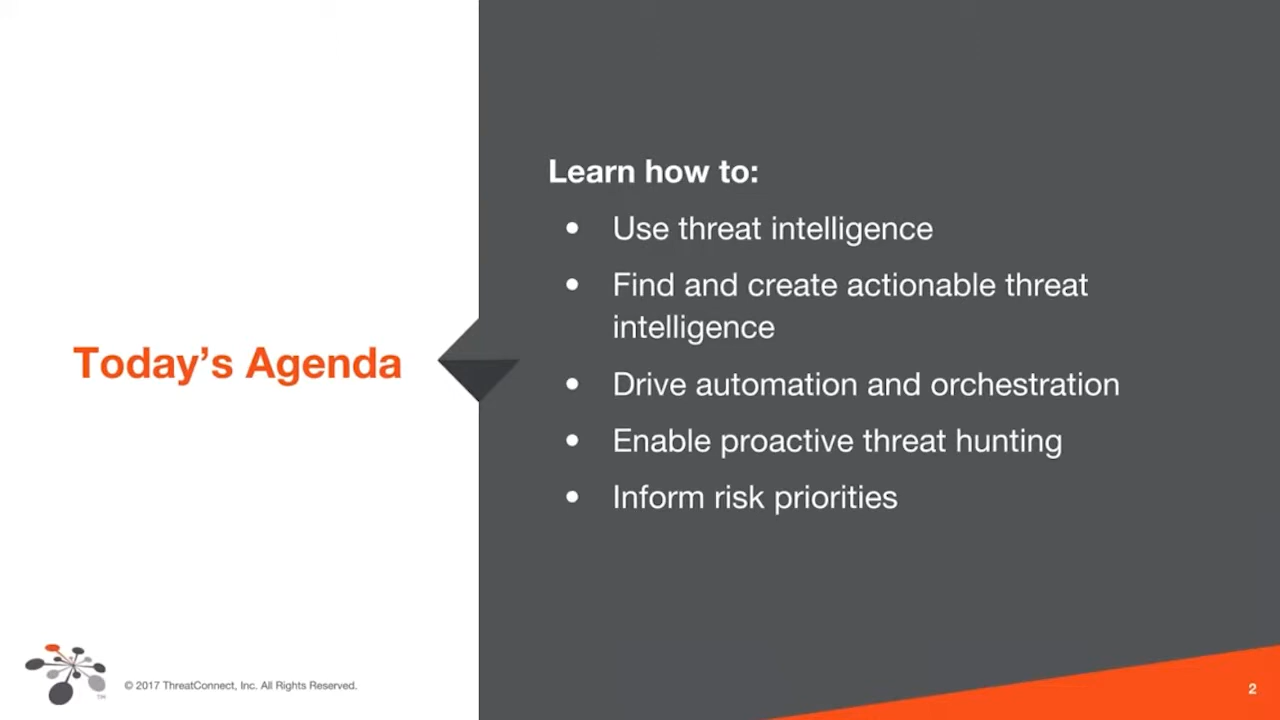 Today’s Agenda
Learn how to:
• Use threat intelligence
• Find and create actionable threat
intelligence
• Drive automation and orchestration
• Enable proactive threat hunting
• Inform risk priorities
TM
© 2017 ThreatConnect, Inc. All Rights Reserved.
2